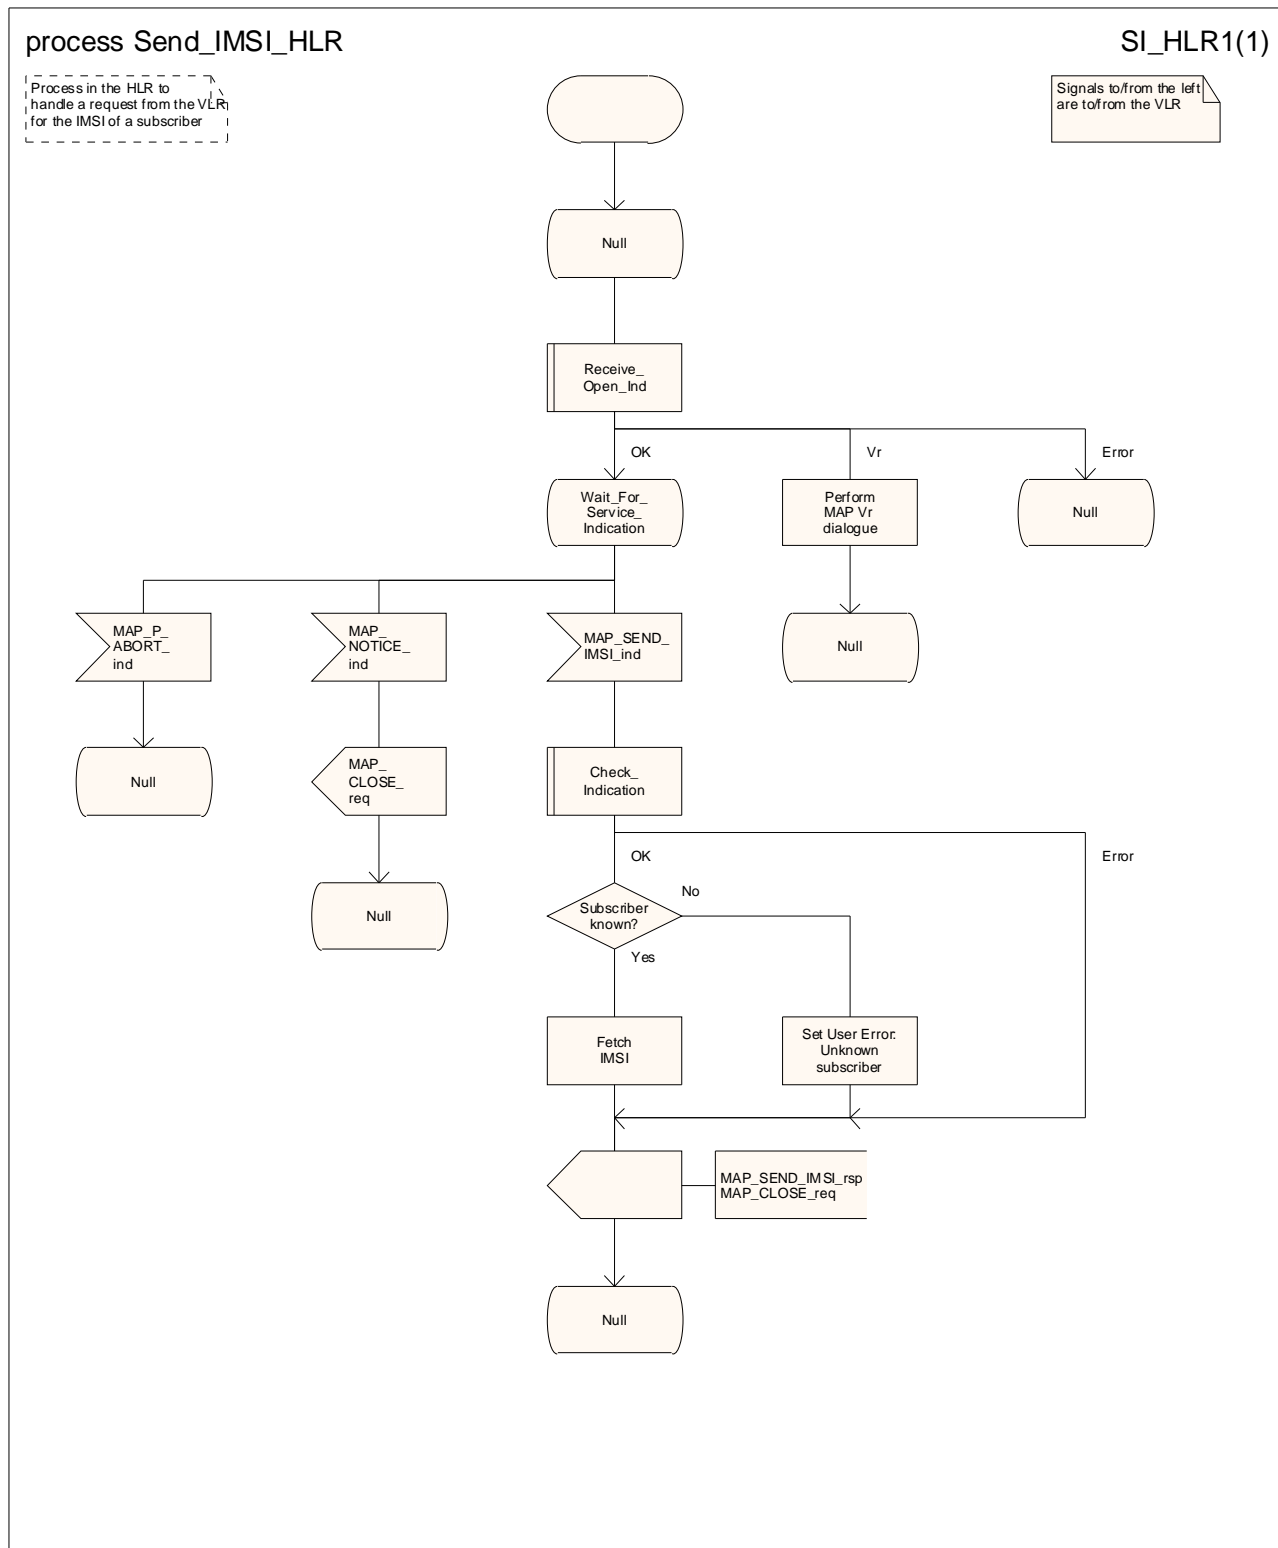 process Send_IMSI_HLR
SI_HLR1(1)
Process in the HLR to
handle a request from the VLR
for the IMSI of a subscriber
Signals to/from the left
are to/from the VLR
Null
Receive_
Open_Ind
OK
Vr
Error
Wait_For_
Service_
Indication
Perform
MAP Vr
dialogue
Null
MAP_P_
ABORT_
ind
MAP_
NOTICE_
ind
MAP_SEND_
IMSI_ind
Null
Null
MAP_
CLOSE_
req
Check_
Indication
OK
Error
Null
Subscriber
known?
No
Yes
Fetch
IMSI
Set User Error:
Unknown
subscriber
MAP_SEND_IMSI_rsp
MAP_CLOSE_req
Null